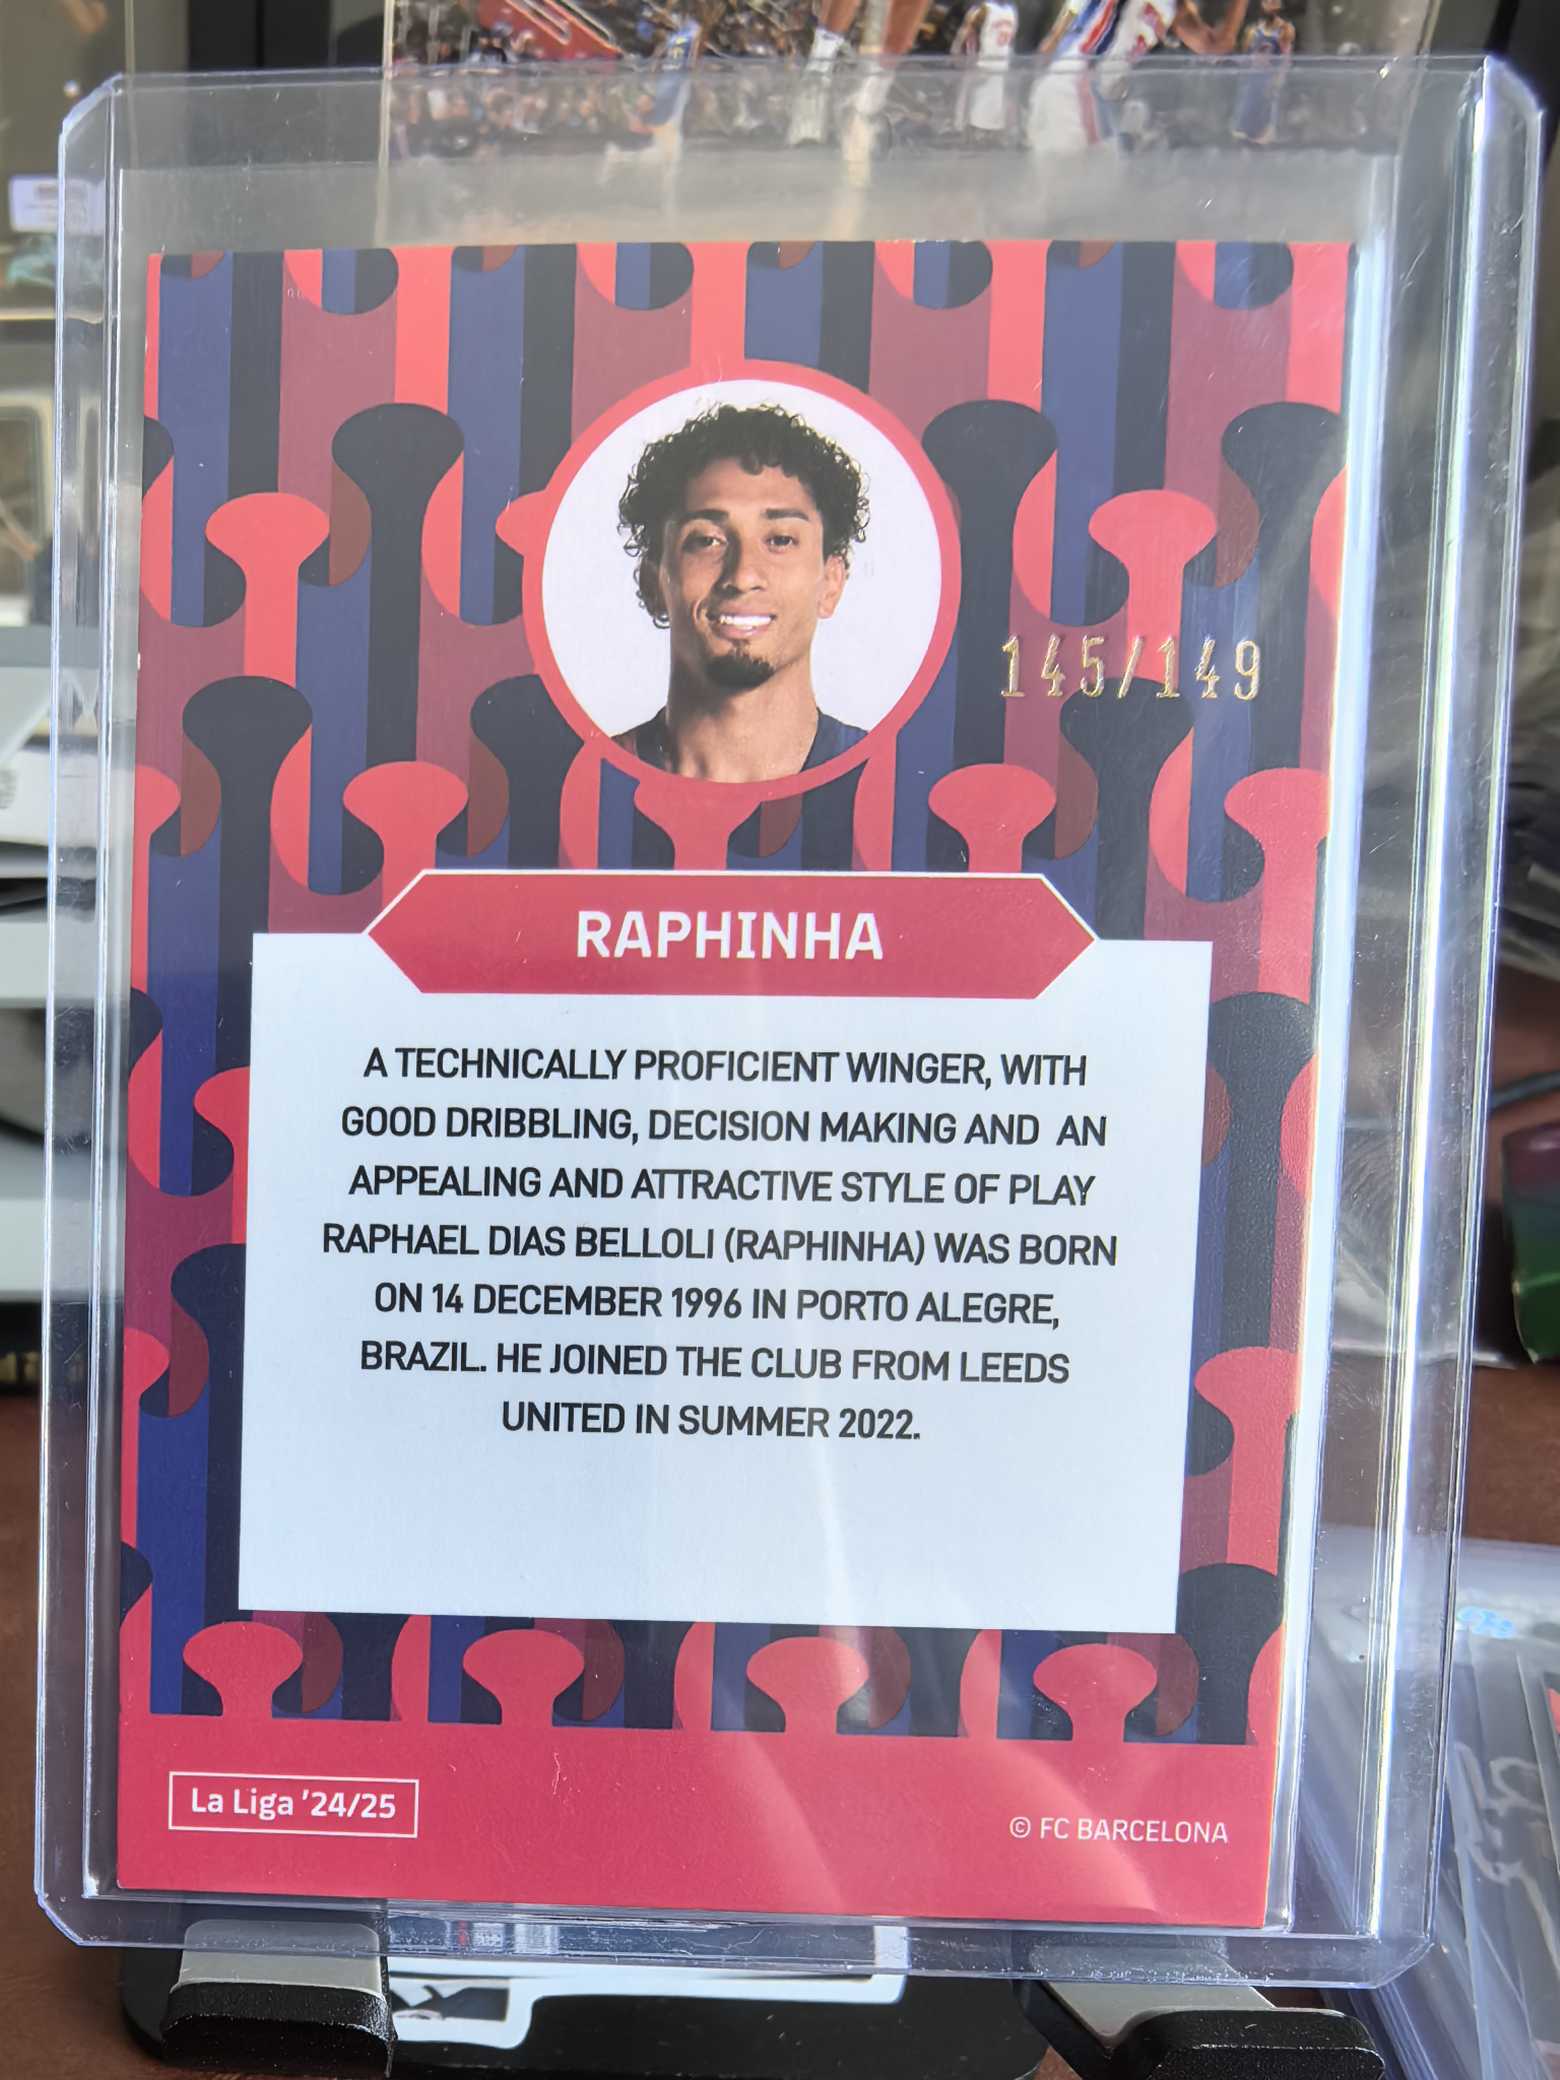 145/149
RAPHINHA
A TECHNICALLY PROFICIENT WINGER, WITH
GOOD DRIBBLING, DECISION MAKING AND AN
APPEALING AND ATTRACTIVE STYLE OF PLAY
RAPHAEL DIAS BELLOLI (RAPHINHA) WAS BORN
ON 14 DECEMBER 1996 IN PORTO ALEGRE,
BRAZIL. HE JOINED THE CLUB FROM LEEDS
UNITED IN SUMMER 2022.
La Liga '24/25
© FC BARCELONA